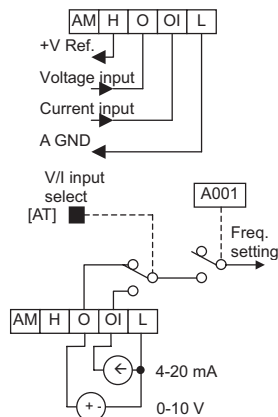 AM H O OI L
+V Ref.
Voltage input
Current input
A GND
V/I input
select
[AT]
A001
Freq.
setting
AM H O OI L
+ -
4-20 mA
0-10 V